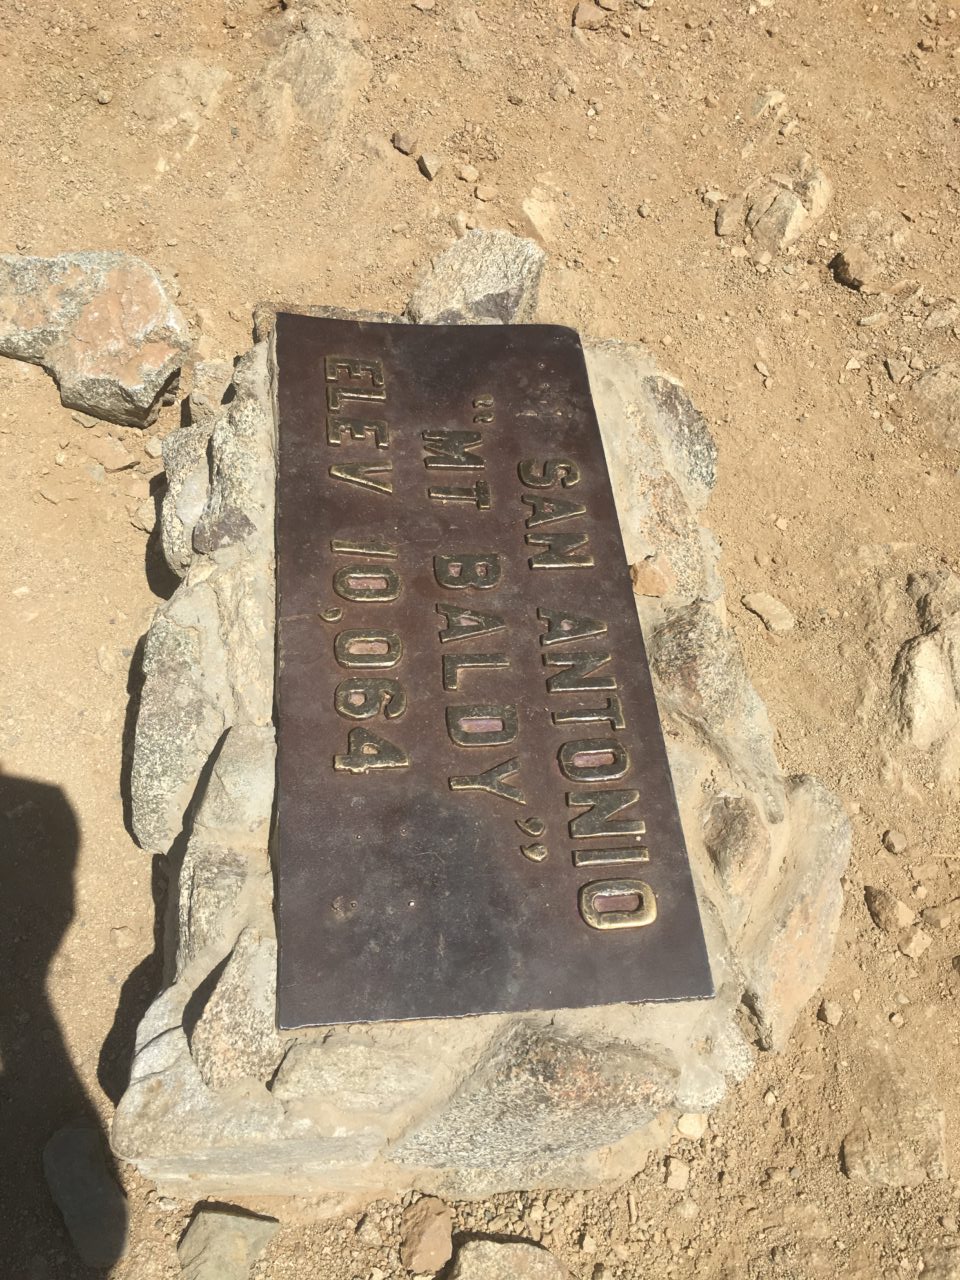 SAN ANTONIO
"MT BALDY"
ELEV 10,064